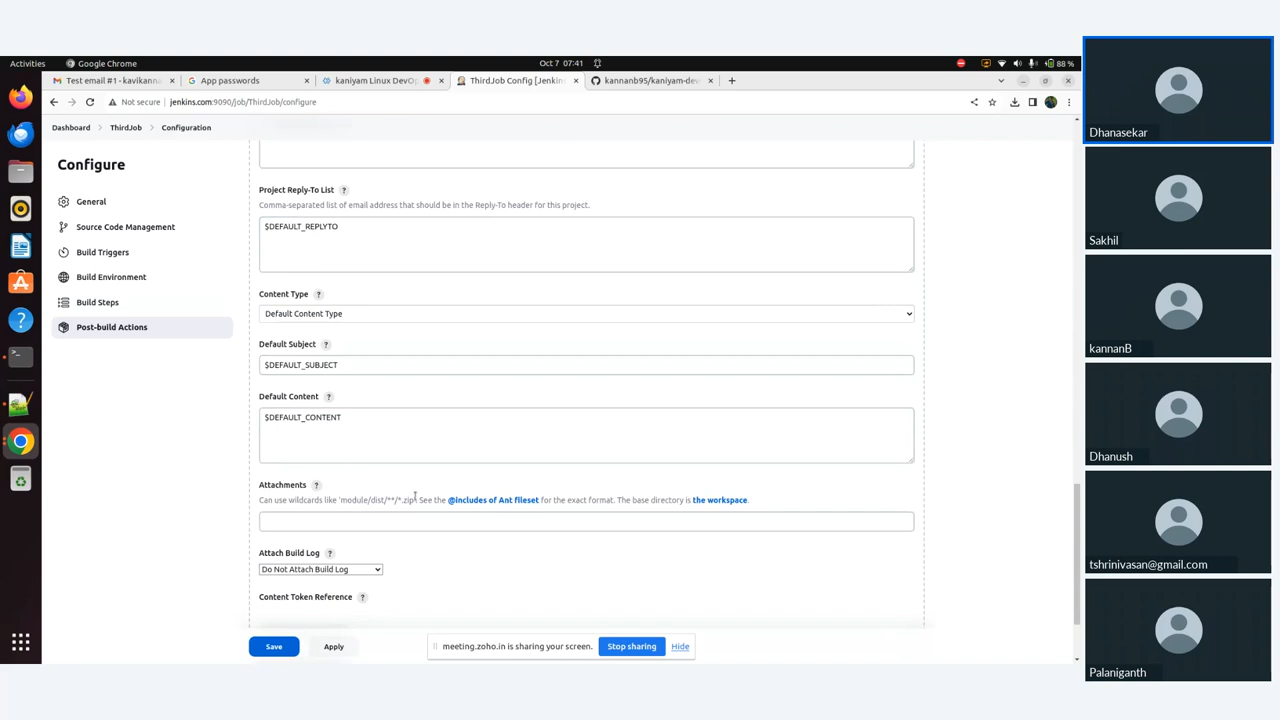 Activities
Google Chrome
Oct 7 07:41
88 %
Test email #1 - kavikanna
App passwords
kaniyam Linux DevO
ThirdJob Config [Jenkin
kannanb95/kaniyam-de
Not secure
jenkins.com:9090/job/ThirdJob/configure
Dashboard
ThirdJob
Configuration
Configure
General
Source Code Management
Build Triggers
Build Environment
Build Steps
Post-build Actions
Project Reply-To List ?
Comma-separated list of email address that should be in the Reply-To header for this project.
$DEFAULT_REPLYTO
Content Type ?
Default Content Type
Default Subject ?
$DEFAULT_SUBJECT
Default Content ?
$DEFAULT_CONTENT
Attachments ?
Can use wildcards like 'module/dist/**/*.zip'. See the @includes of Ant fileset for the exact format. The base directory is the workspace.
Attach Build Log ?
Do Not Attach Build Log
Content Token Reference ?
Save
Apply
meeting.zoho.in is sharing your screen.
Stop sharing
Hide
Dhanasekar
Sakhil
kannanB
Dhanush
tshrinivasan@gmail.com
Palaniganth